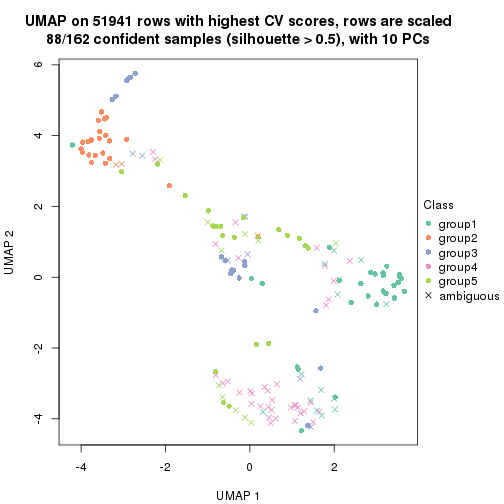 UMAP on 51941 rows with highest CV scores, rows are scaled
88/162 confident samples (silhouette > 0.5), with 10 PCs
6
4
2
0
-2
-4
UMAP 2
-4
-2
0
2
UMAP 1
Class
group1
group2
group3
group4
group5
ambiguous